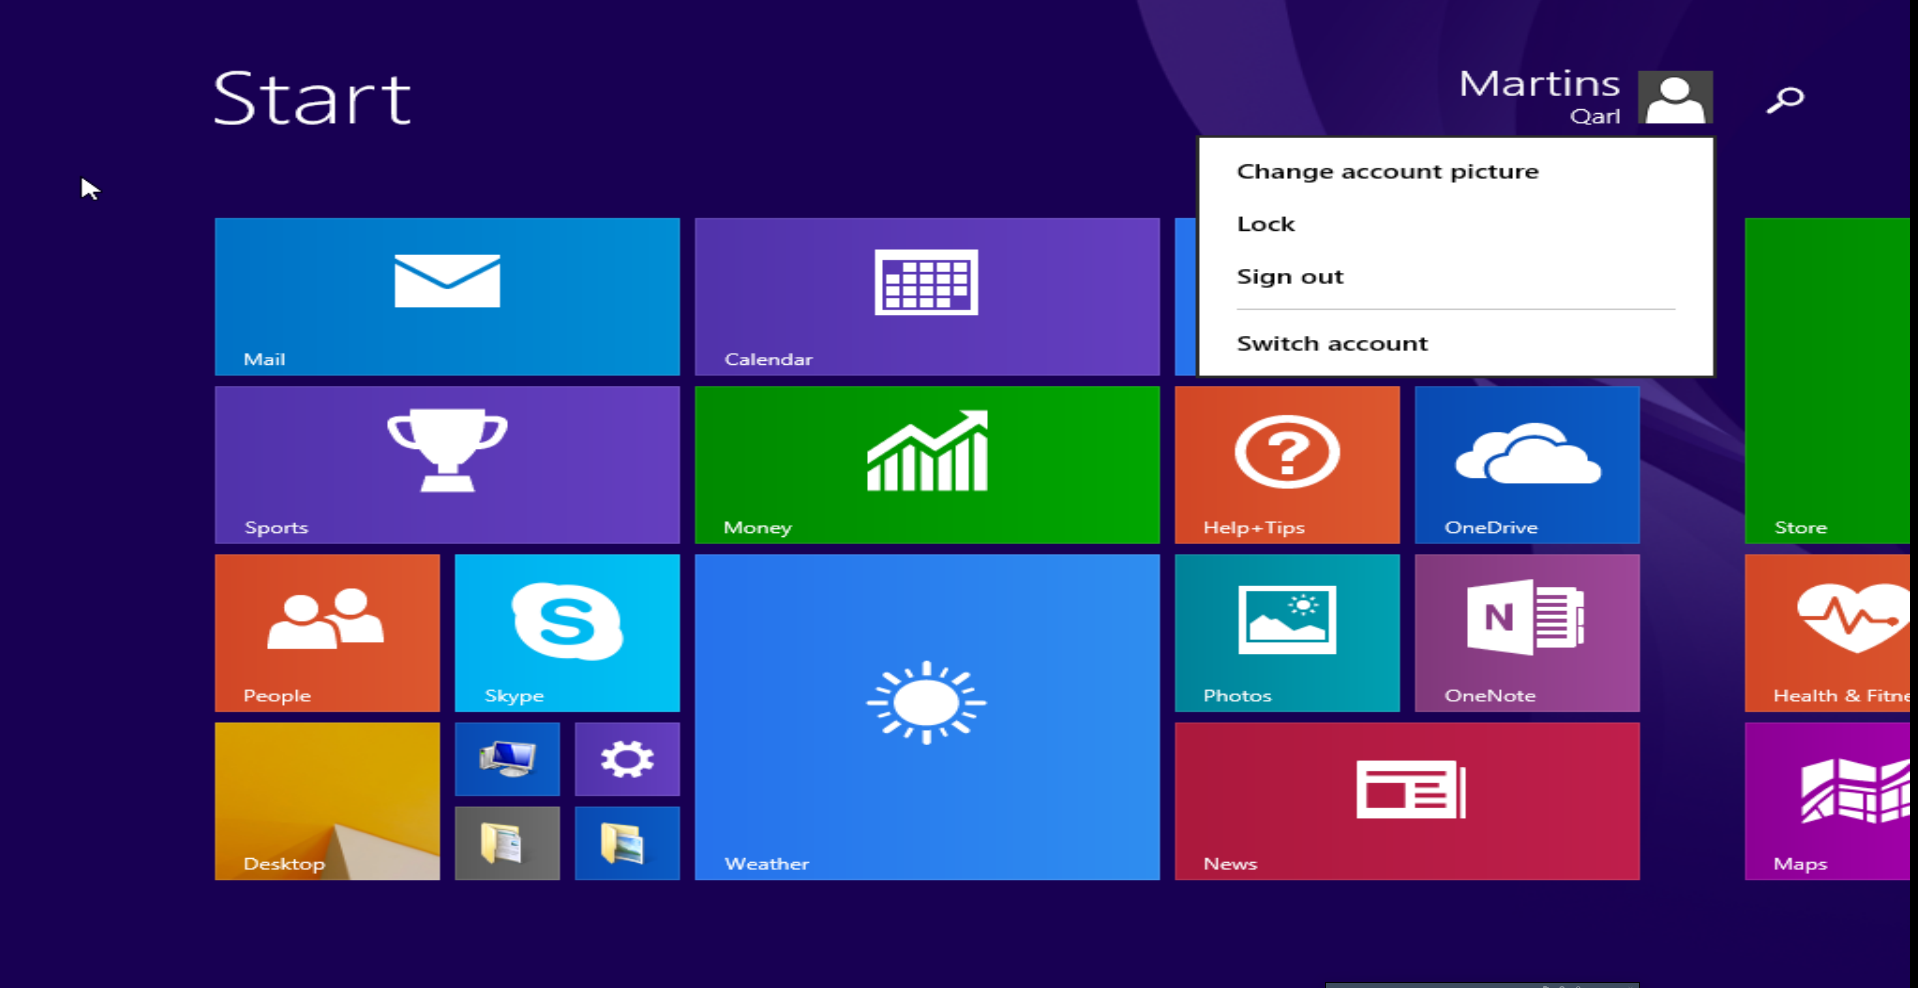 Start
Martins
Qarl
Change account picture
Lock
Sign out
Switch account
Mail
Calendar
Sports
Money
Help+Tips
OneDrive
Store
S
N
People
Skype
Photos
OneNote
Health & Fitne
Desktop
Weather
News
Maps